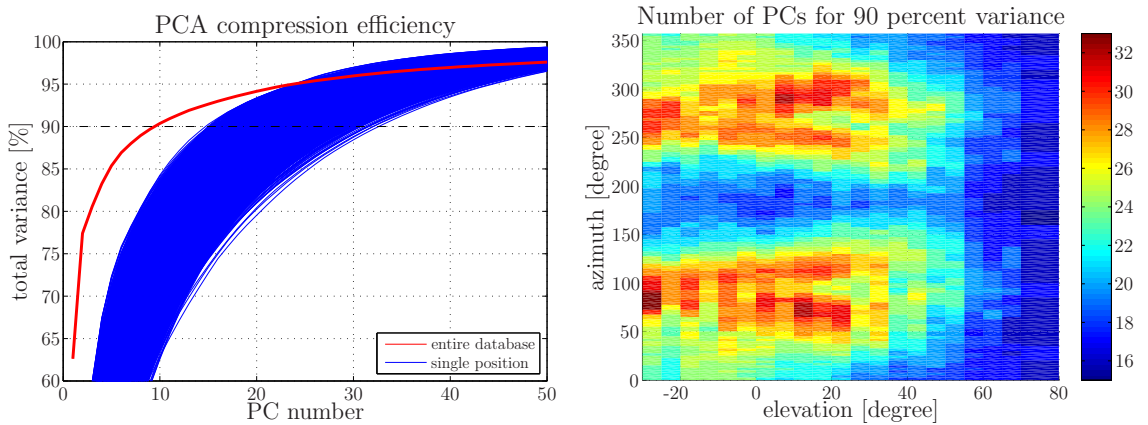 PCA compression efficiency
total variance [%]
100
95
90
85
80
75
70
65
60
0 10 20 30 40 50
PC number
entire database
single position
Number of PCs for 90 percent variance
azimuth [degree]
350
300
250
200
150
100
50
0
-20 0 20 40 60 80
elevation [degree]
32
30
28
26
24
22
20
18
16